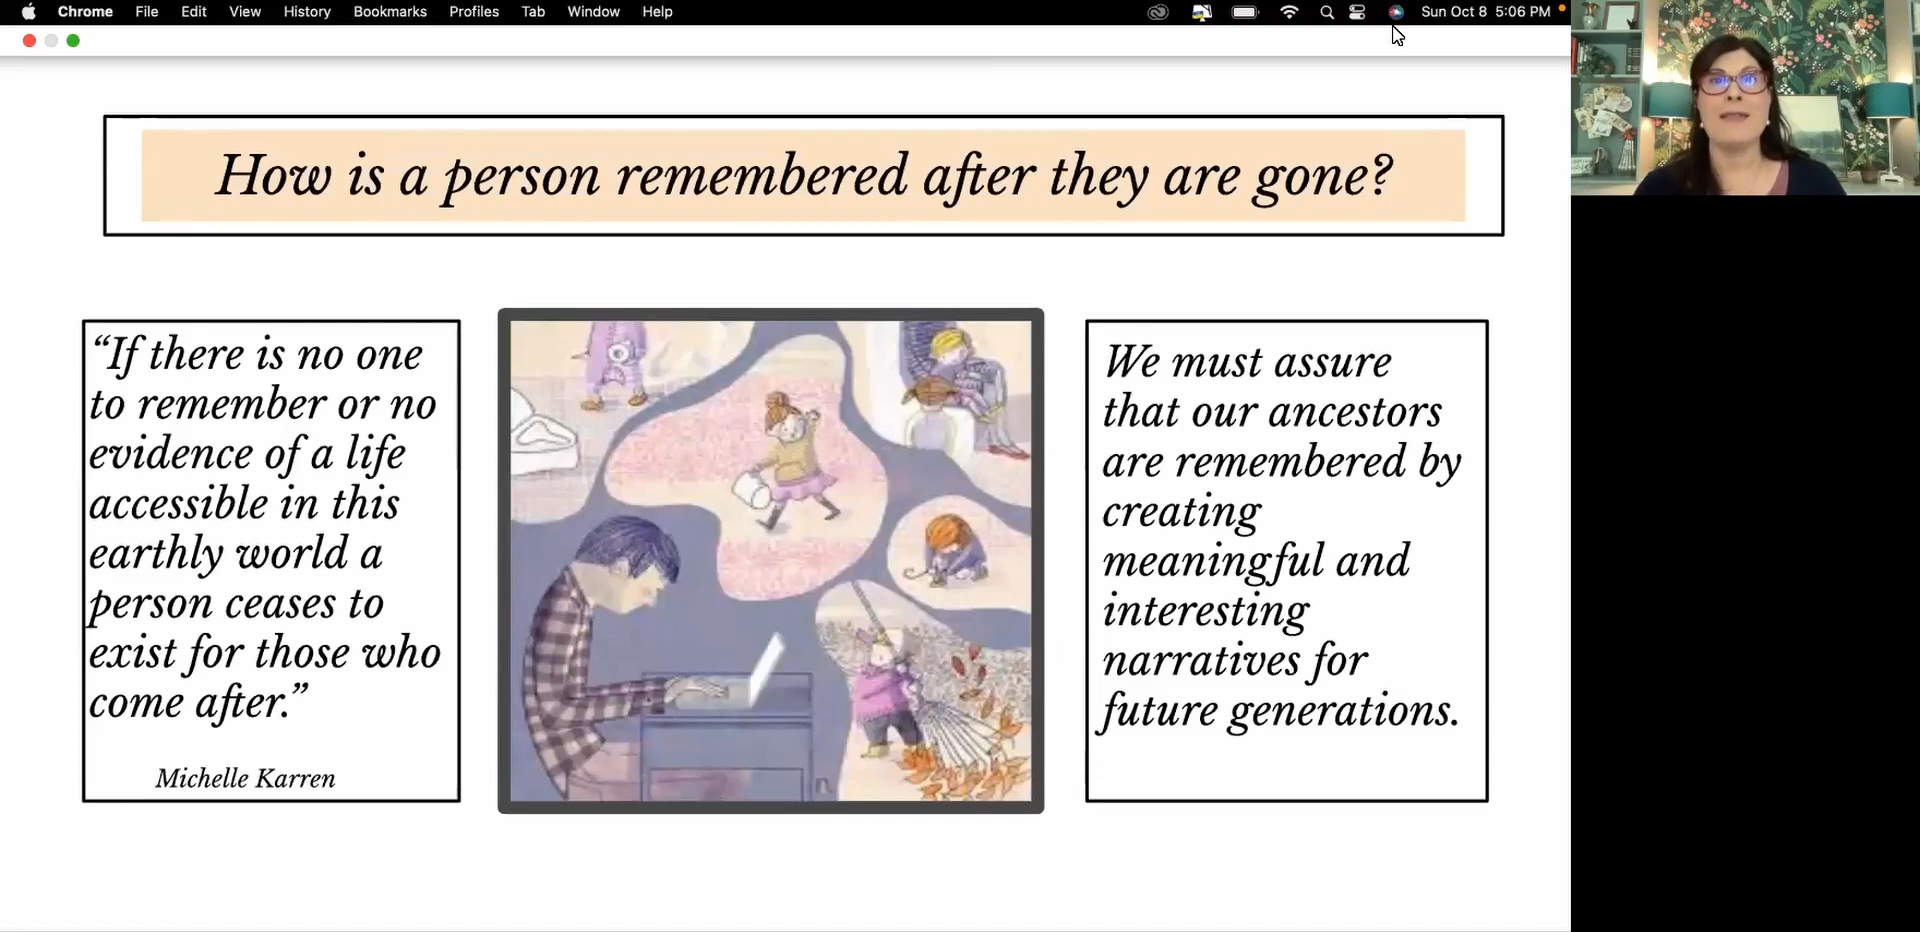 Chrome File Edit View History Bookmarks Profiles Tab Window Help Sun Oct 8 5:06 PM
How is a person remembered after they are gone?
“If there is no one
to remember or no
evidence of a life
accessible in this
earthly world a
person ceases to
exist for those who
come after.”
Michelle Karren
We must assure
that our ancestors
are remembered by
creating
meaningful and
interesting
narratives for
future generations.